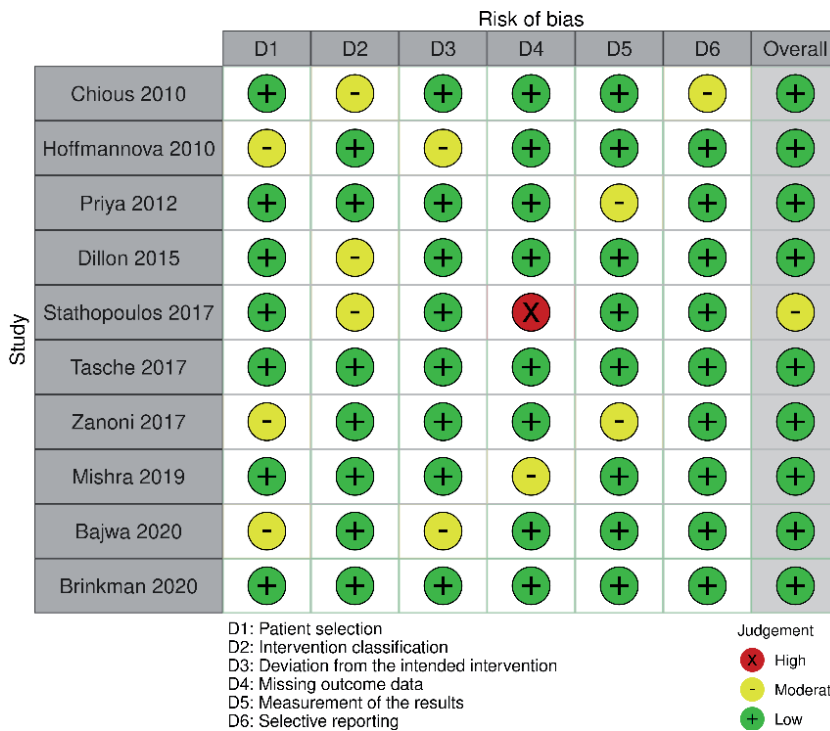 Risk of bias
D1 D2 D3 D4 D5 D6 Overall
Study
Chious 2010 + - + + + - +
Hoffmannova 2010 - + - + + + +
Priya 2012 + + + + - + +
Dillon 2015 + - + + + + +
Stathopoulos 2017 + - + X + + -
Tasche 2017 + + + + + + +
Zanoni 2017 - + + + - + +
Mishra 2019 + + + - + + +
Bajwa 2020 - + - + + + +
Brinkman 2020 + + + + + + +
D1: Patient selection
D2: Intervention classification
D3: Deviation from the intended intervention
D4: Missing outcome data
D5: Measurement of the results
D6: Selective reporting
Judgement
X High
- Moderat
+ Low